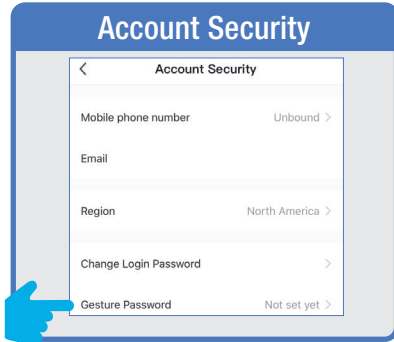 Account Security
Account Security
Mobile phone number Unbound
Email
Region North America
Change Login Password
Gesture Password Not set yet